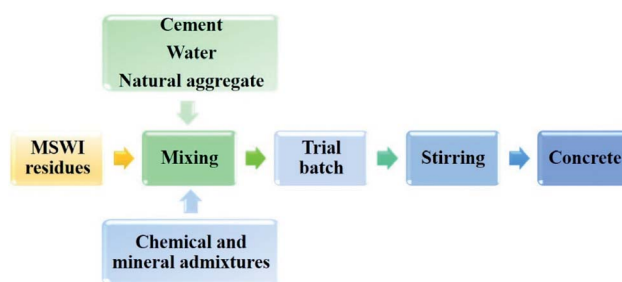 Cement
Water
Natural aggregate
MSWI
residues
Mixing
Trial
batch
Stirring
Concrete
Chemical and
mineral admixtures